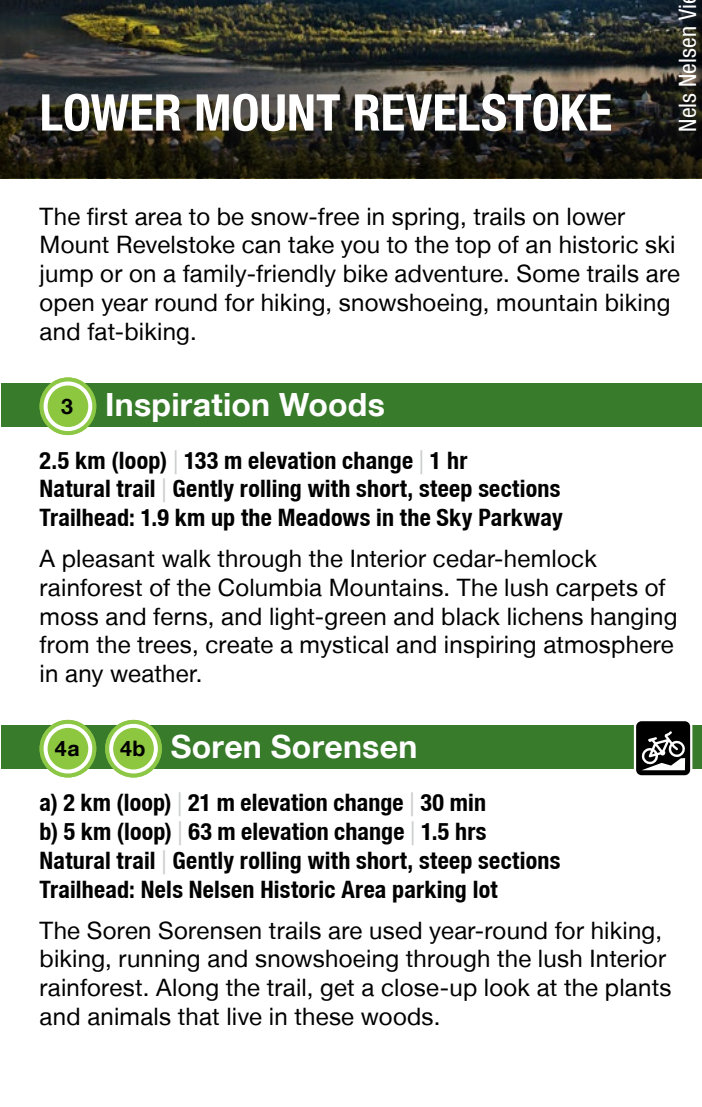 Nels Nelsen
LOWER MOUNT REVELSTOKE
The first area to be snow-free in spring, trails on lower
Mount Revelstoke can take you to the top of an historic ski
jump or on a family-friendly bike adventure. Some trails are
open year round for hiking, snowshoeing, mountain biking
and fat-biking.
3 Inspiration Woods
2.5 km (loop) | 133 m elevation change | 1 hr
Natural trail | Gently rolling with short, steep sections
Trailhead: 1.9 km up the Meadows in the Sky Parkway
A pleasant walk through the Interior cedar-hemlock
rainforest of the Columbia Mountains. The lush carpets of
moss and ferns, and light-green and black lichens hanging
from the trees, create a mystical and inspiring atmosphere
in any weather.
4a 4b Soren Sorensen
a) 2 km (loop) | 21 m elevation change | 30 min
b) 5 km (loop) | 63 m elevation change | 1.5 hrs
Natural trail | Gently rolling with short, steep sections
Trailhead: Nels Nelsen Historic Area parking lot
The Soren Sorensen trails are used year-round for hiking,
biking, running and snowshoeing through the lush Interior
rainforest. Along the trail, get a close-up look at the plants
and animals that live in these woods.